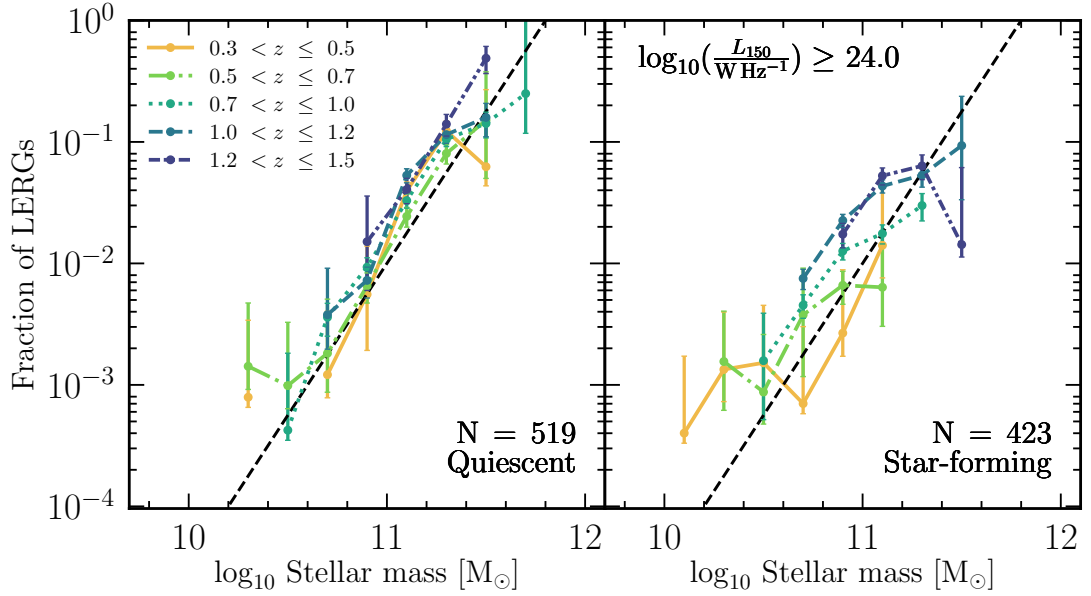 10⁰
10⁻¹
10⁻²
10⁻³
10⁻⁴
Fraction of LERGs
0.3 < z ≤ 0.5
0.5 < z ≤ 0.7
0.7 < z ≤ 1.0
1.0 < z ≤ 1.2
1.2 < z ≤ 1.5
N = 519
Quiescent
10 11 12
log₁₀ Stellar mass [M☉]
log₁₀(L₁₅₀/W Hz⁻¹) ≥ 24.0
N = 423
Star-forming
10 11 12
log₁₀ Stellar mass [M☉]